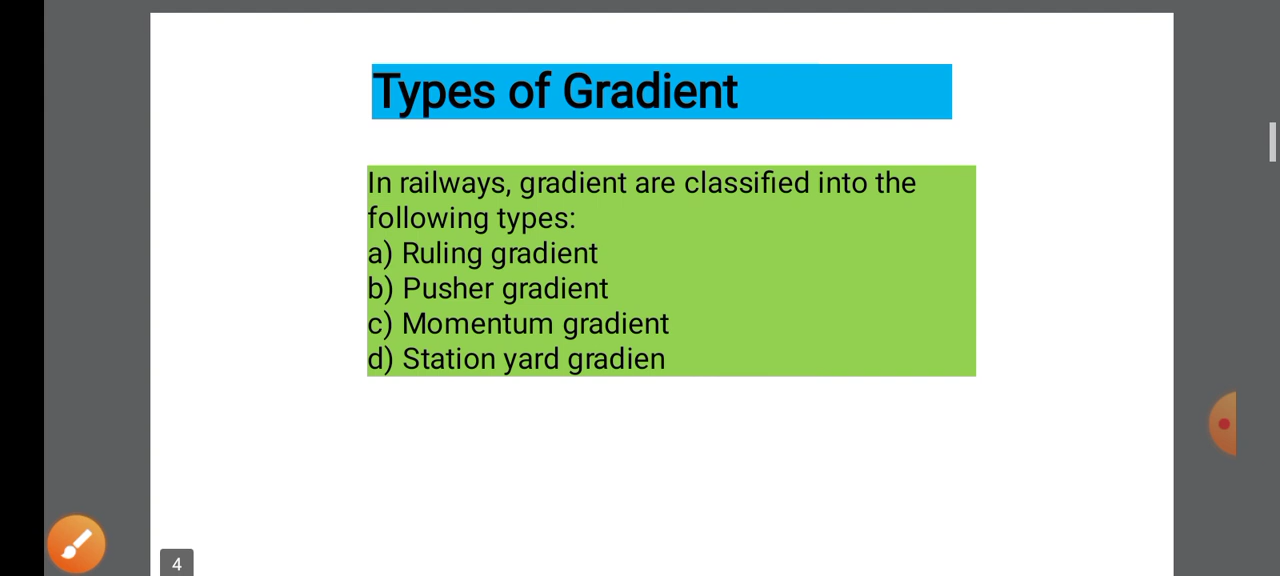 Types of Gradient
In railways, gradient are classified into the
following types:
a) Ruling gradient
b) Pusher gradient
c) Momentum gradient
d) Station yard gradien
4